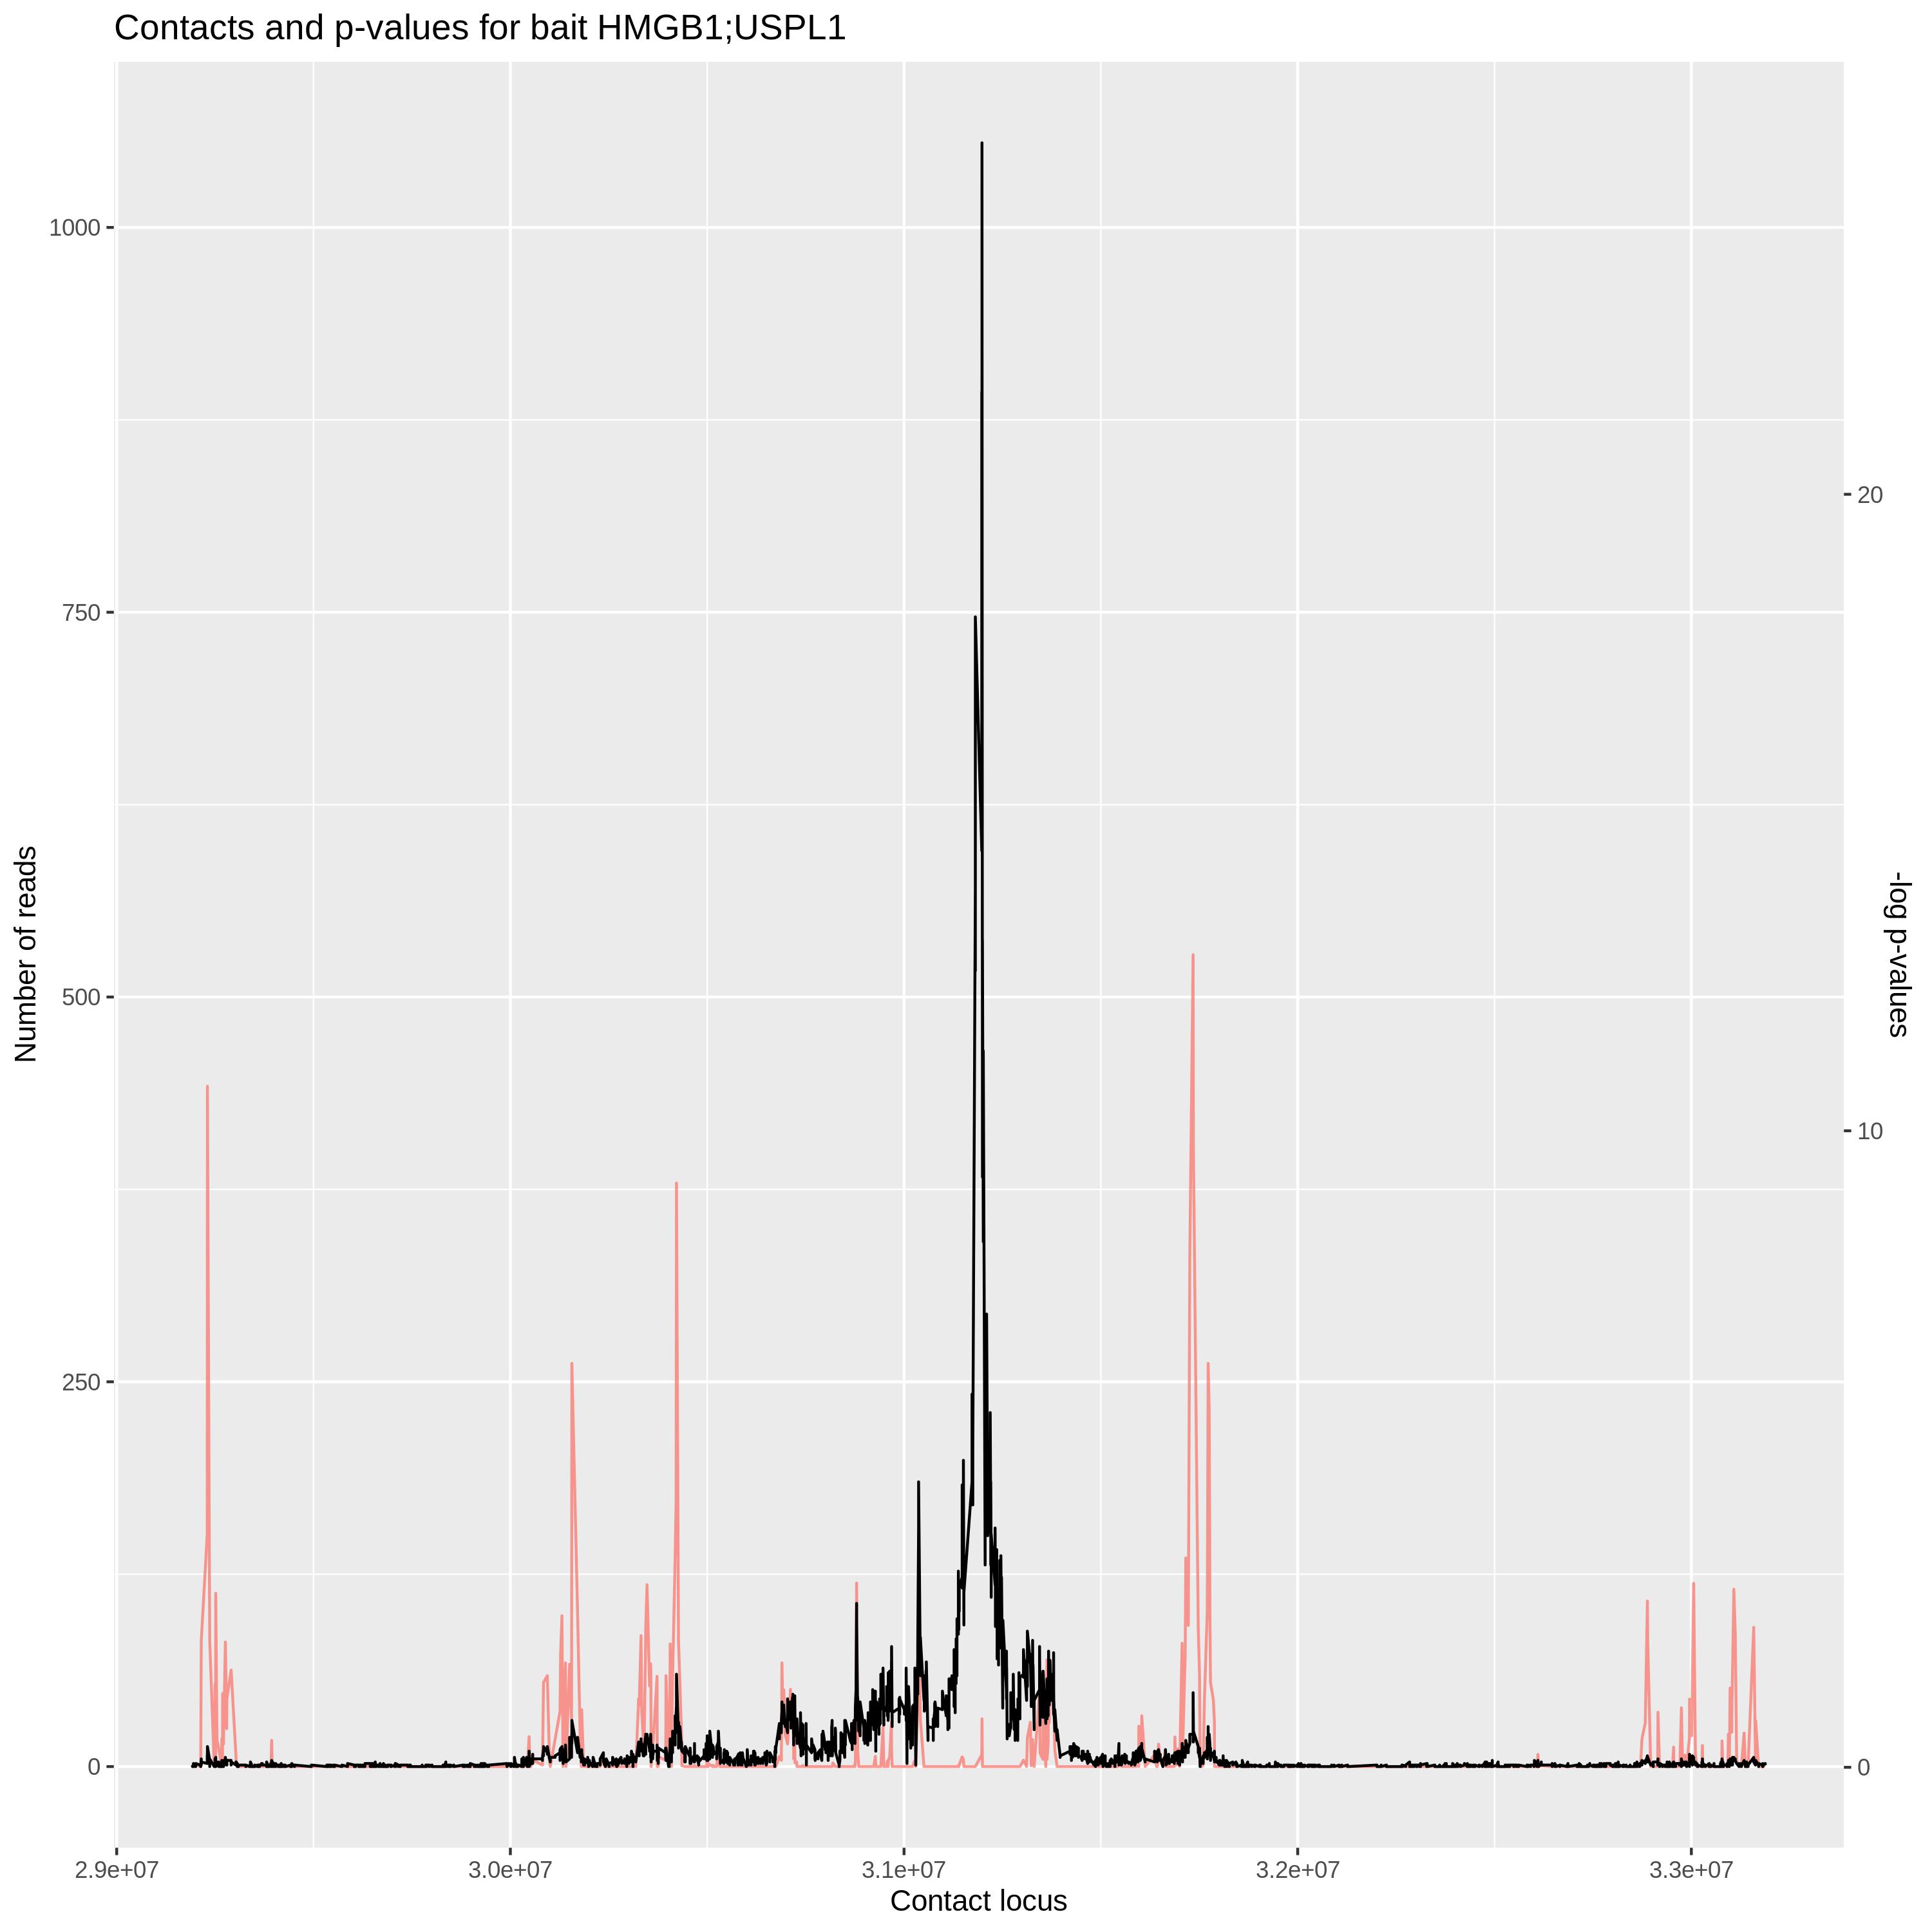 Contacts and p-values for bait HMGB1;USPL1
1000
750
500
250
0
Number of reads
20
10
0
-log p-values
2.9e+07
3.0e+07
3.1e+07
3.2e+07
3.3e+07
Contact locus